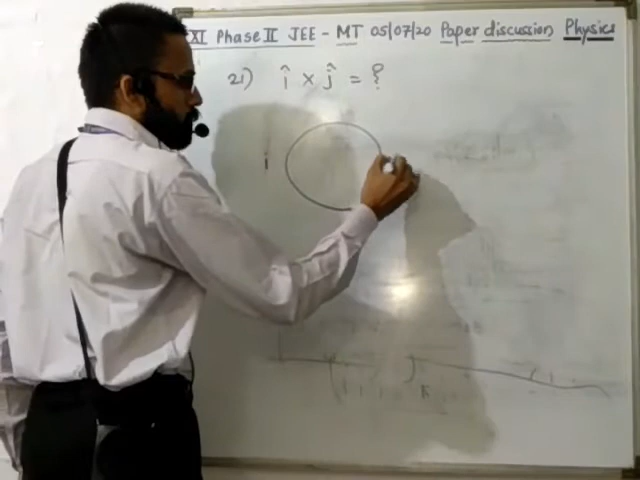 XI Phase II JEE - MT 05/07/20 Paper discussion Physics
21) î × ĵ = ?